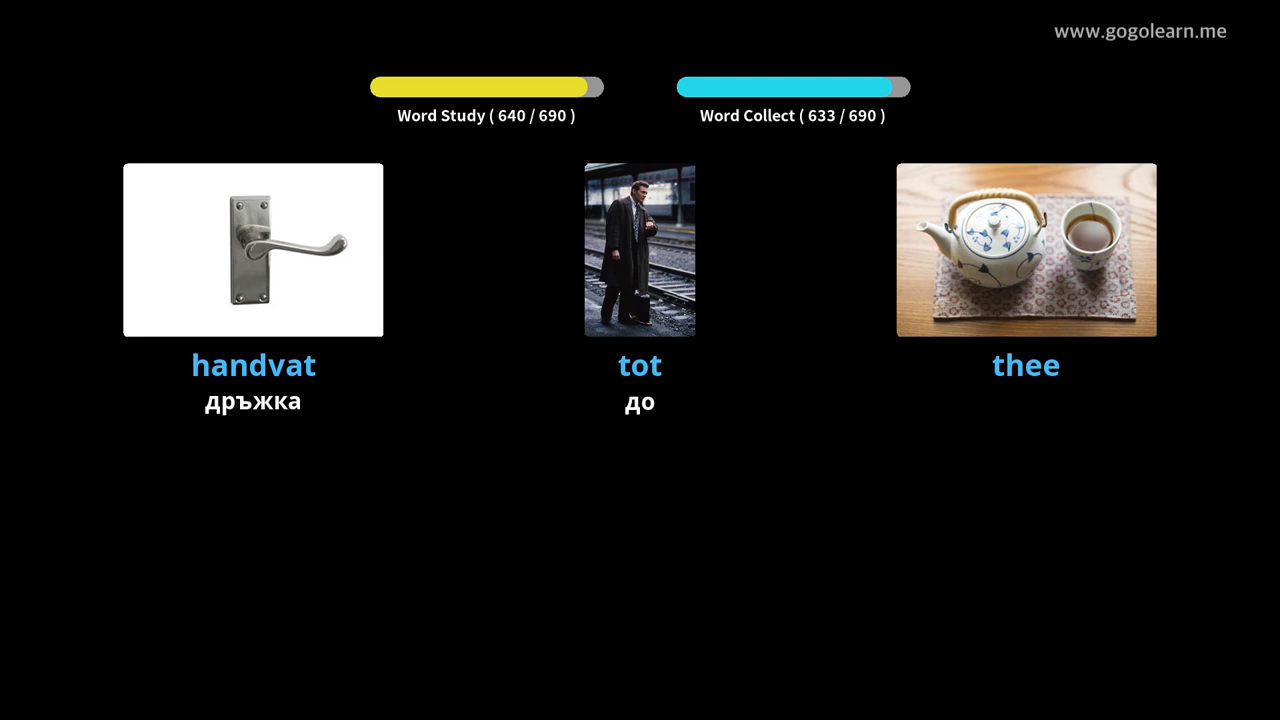 www.gogolearn.me
Word Study ( 640 / 690 )
Word Collect ( 633 / 690 )
handvat
дръжка
tot
до
thee